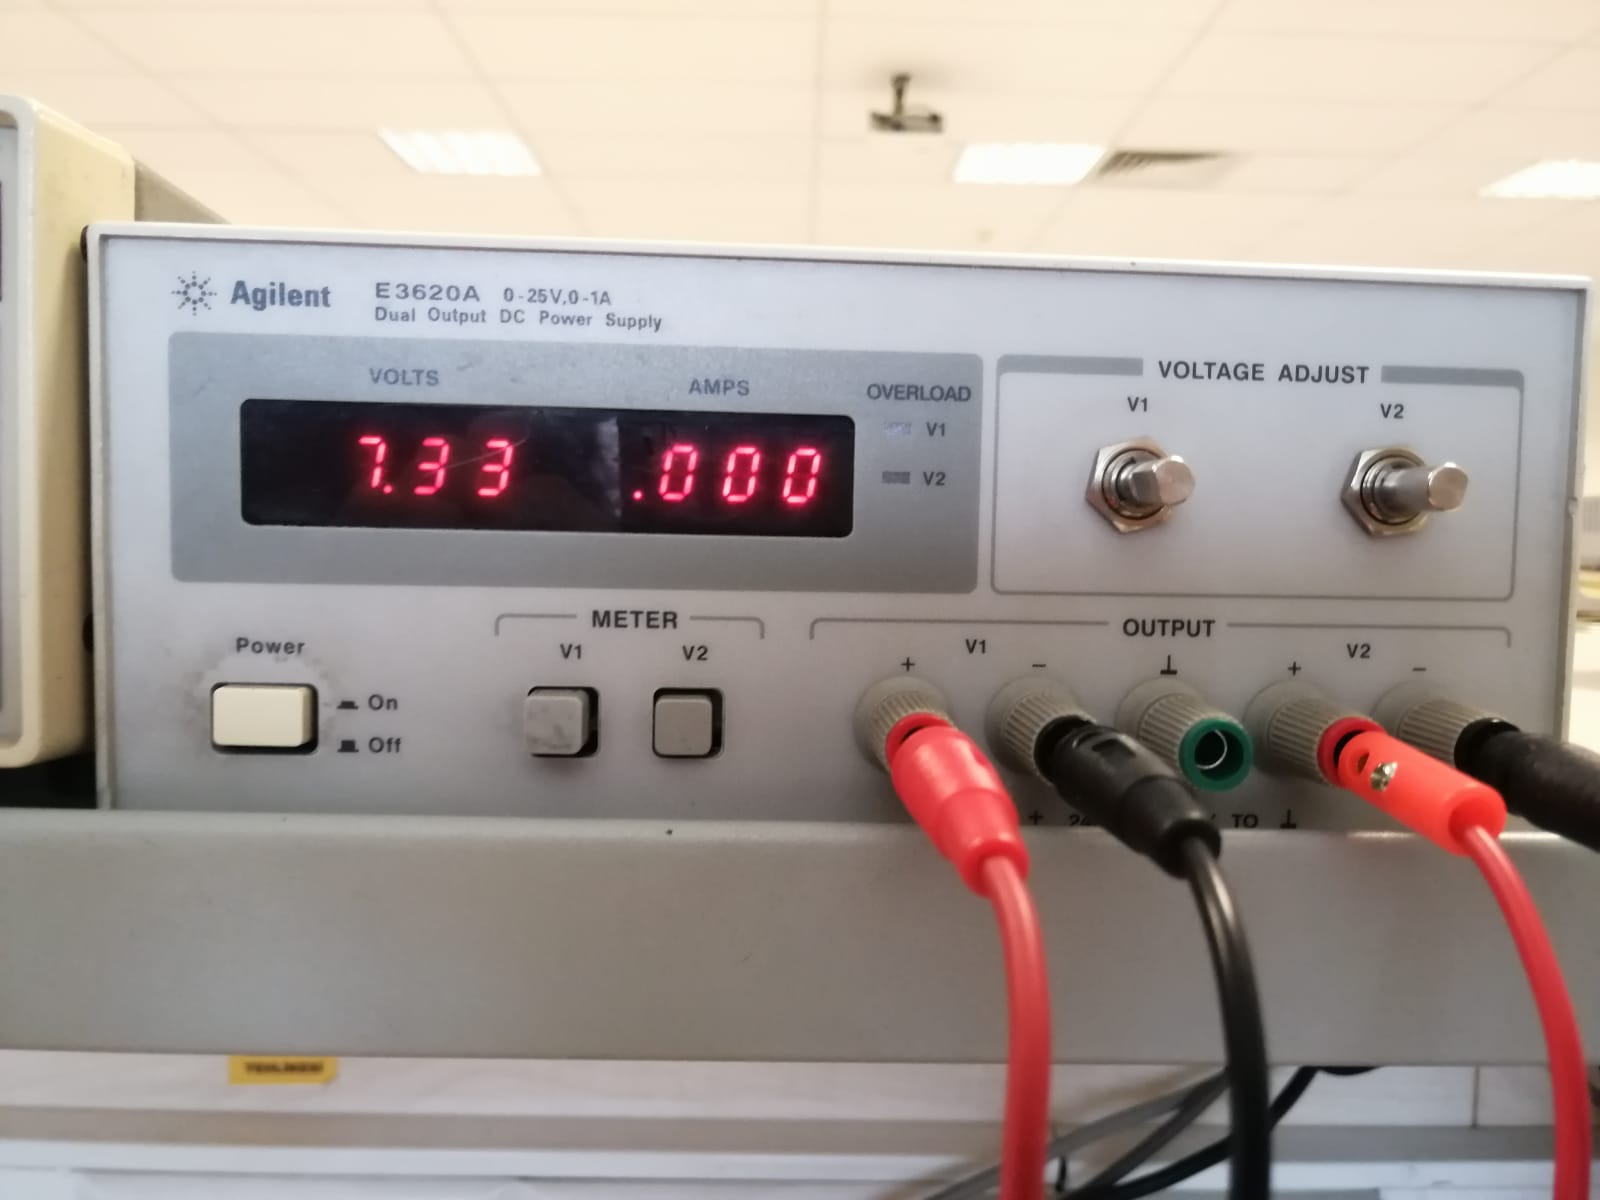 Agilent
E3620A 0-25V,0-1A
Dual Output DC Power Supply
VOLTS
AMPS
OVERLOAD
V1
V2
7.33
.000
VOLTAGE ADJUST
V1
V2
Power
On
Off
METER
V1
V2
OUTPUT
V1
V2
+
−
+
−
+
TO